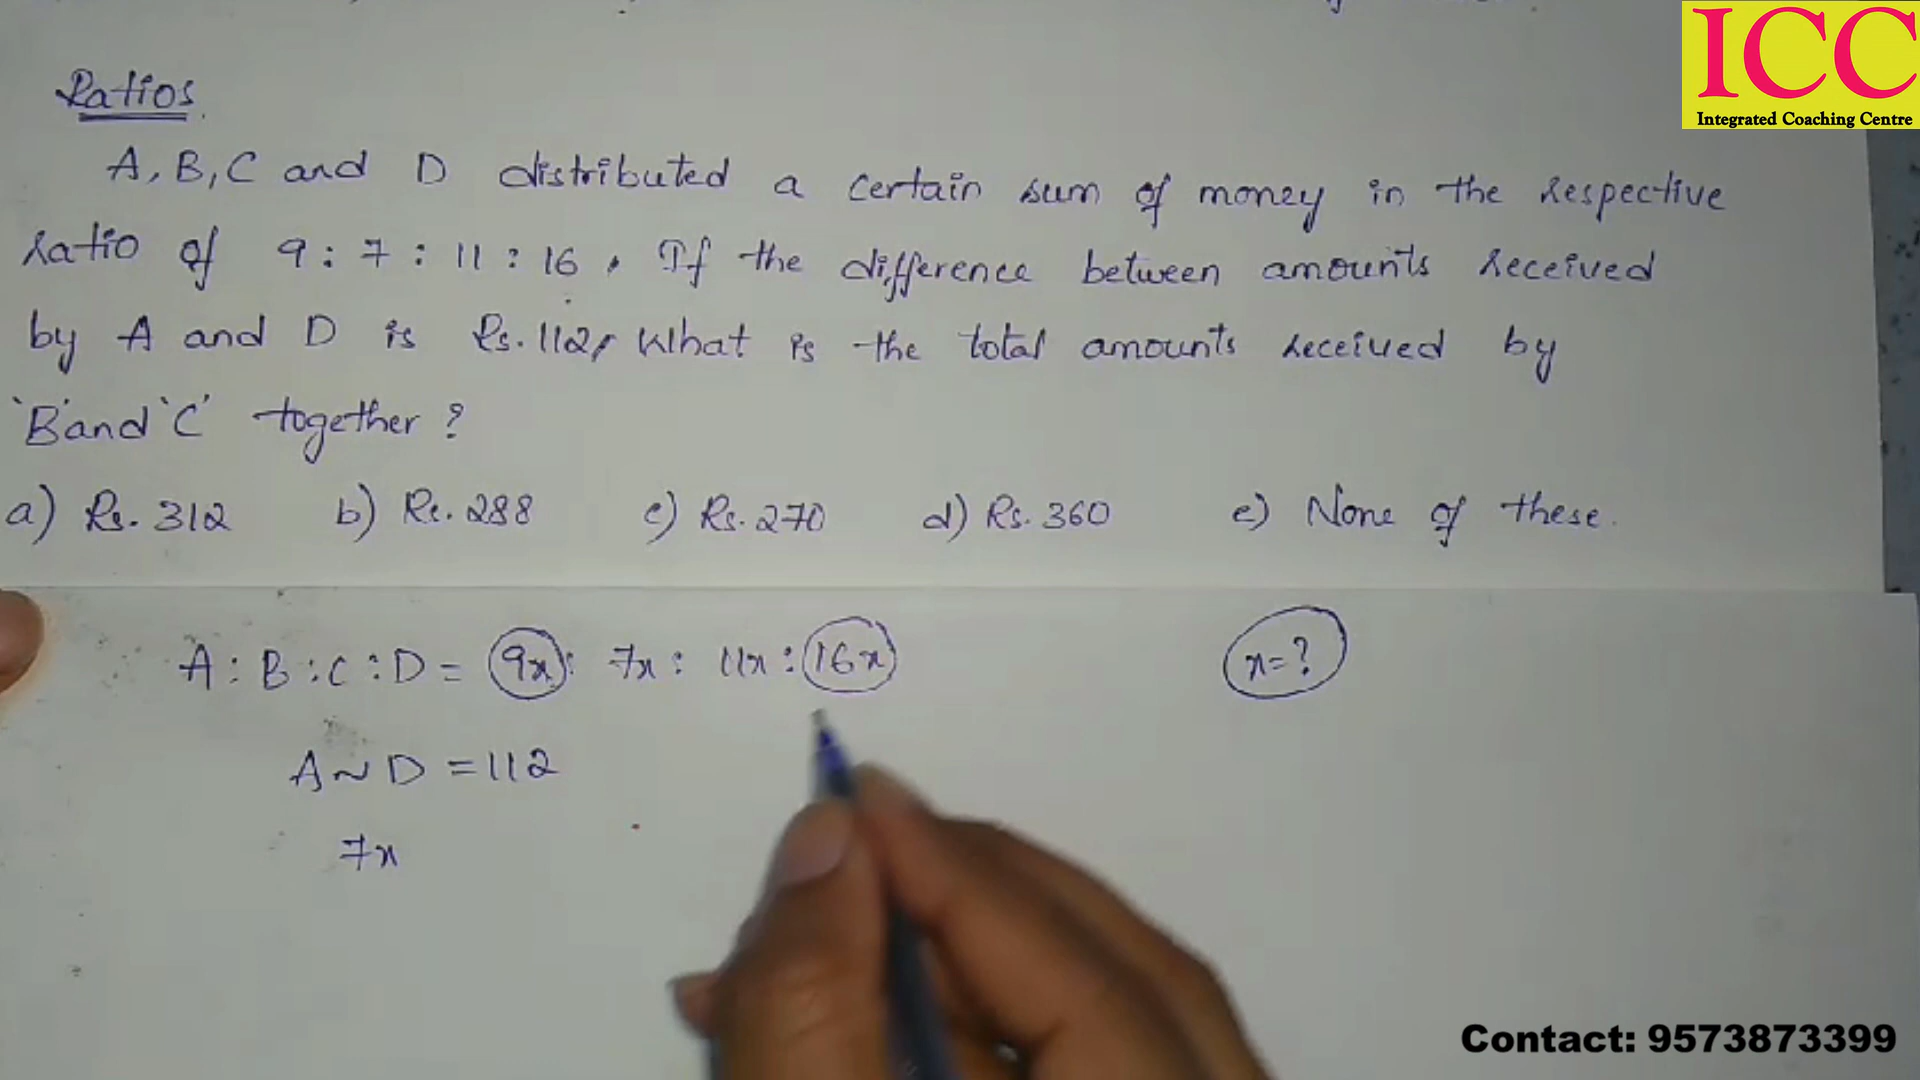 ICC
Integrated Coaching Centre
Ratios
A, B, C and D distributed a certain sum of money in the respective
ratio of 9 : 7 : 11 : 16. If the difference between amounts received
by A and D is Rs. 112, What is the total amounts received by
'B' and 'C' together ?
a) Rs. 312 b) Rs. 288 c) Rs. 270 d) Rs. 360 e) None of these.
A : B : C : D = 9x : 7x : 11x : 16x x = ?
A ~ D = 112
7x
Contact: 9573873399